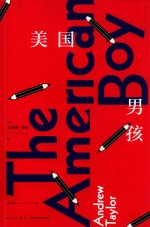 美国
男孩
The
American
Boy
Andrew
Taylor